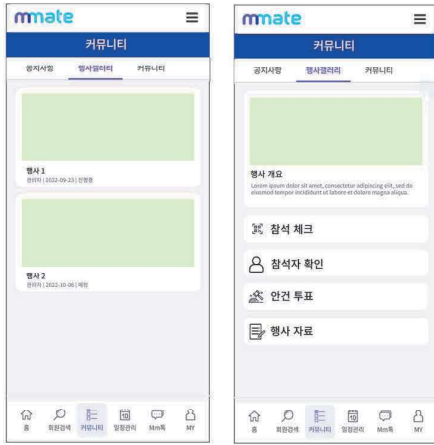 mmate
커뮤니티
공지사항 행사갤러리 커뮤니티
행사 1
관리자 | 2022-09-23 | 진행중
행사 2
관리자 | 2022-10-06 | 예정
홈 회원검색 커뮤니티 일정관리 Mm톡 MY
mmate
커뮤니티
공지사항 행사갤러리 커뮤니티
행사 개요
Lorem ipsum dolor sit amet, consectetur adipiscing elit, sed do
eiusmod tempor incididunt ut labore et dolore magna aliqua.
참석 체크
참석자 확인
안건 투표
행사 자료
홈 회원검색 커뮤니티 일정관리 Mm톡 MY